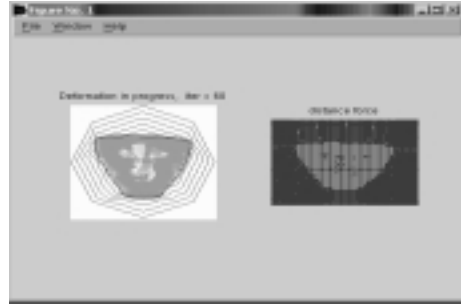 Figure No. 1
File Window Help
Deformation in progress, iter = 60
distance force